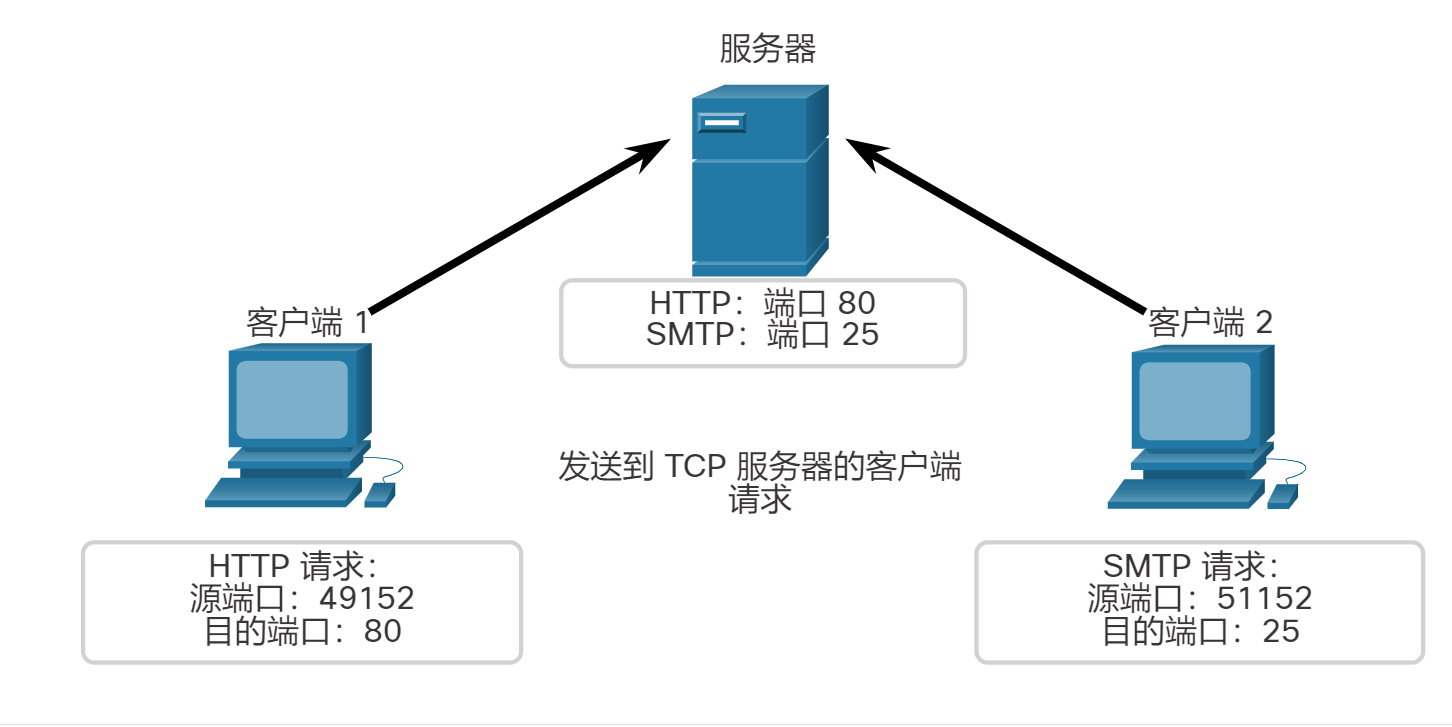 服务器
HTTP：端口 80
SMTP：端口 25
客户端 1
客户端 2
发送到 TCP 服务器的客户端
请求
HTTP 请求：
源端口：49152
目的端口：80
SMTP 请求：
源端口：51152
目的端口：25